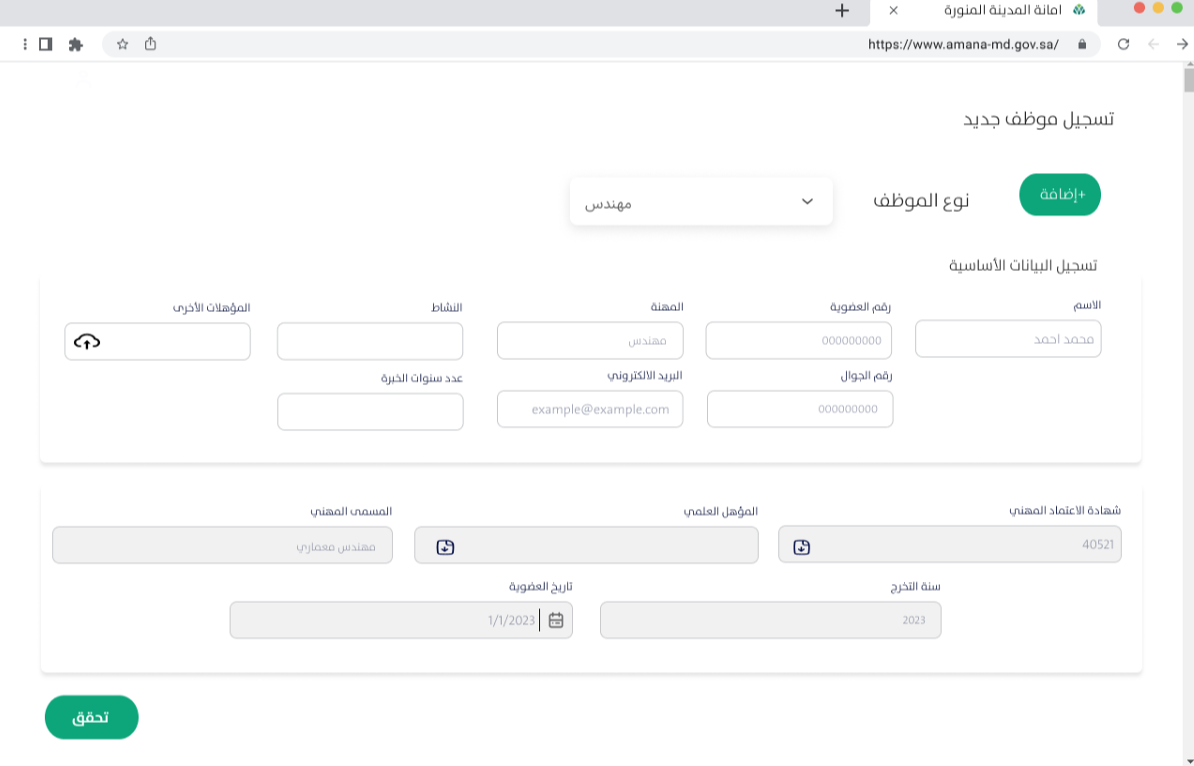 امانة المدينة المنورة
https://www.amana-md.gov.sa/
تسجيل موظف جديد
+إضافة
نوع الموظف
مهندس
تسجيل البيانات الأساسية
الاسم
رقم العضوية
المهنة
النشاط
المؤهلات الأخرى
محمد احمد
000000000
مهندس
رقم الجوال
البريد الالكتروني
عدد سنوات الخبرة
000000000
example@example.com
شهادة الاعتماد المهني
المؤهل العلمي
المسمى المهني
40521
مهندس معماري
سنة التخرج
تاريخ العضوية
2023
1/1/2023
تحقق